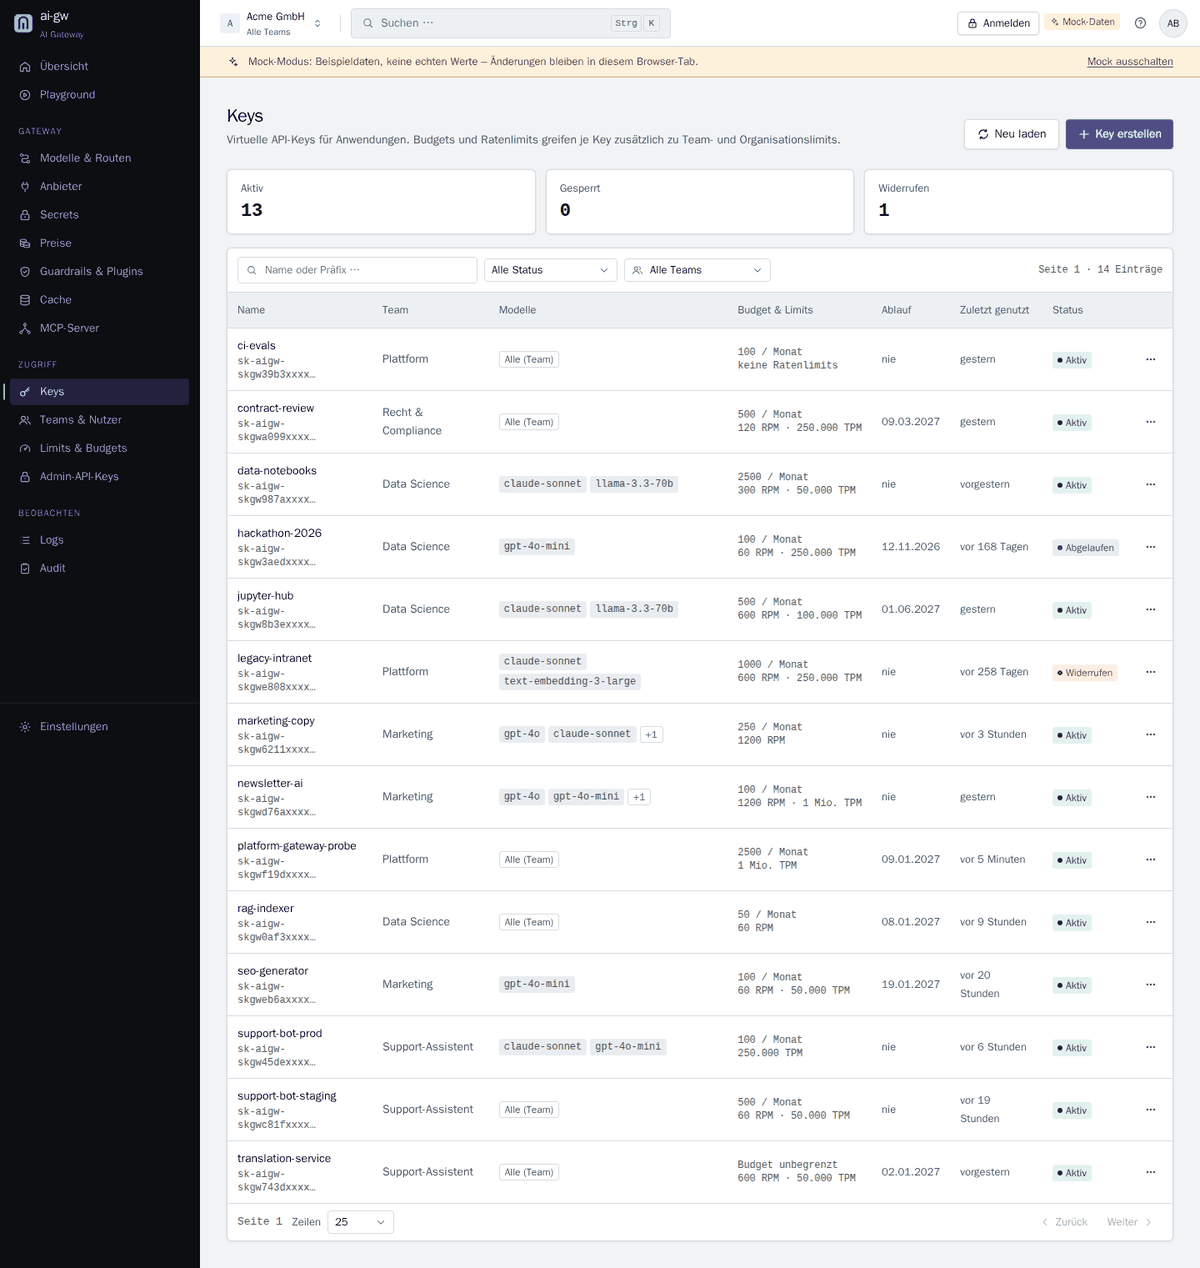 ai-gw
AI Gateway
Übersicht
Playground
GATEWAY
Modelle & Routen
Anbieter
Secrets
Preise
Guardrails & Plugins
Cache
MCP-Server
ZUGRIFF
Keys
Teams & Nutzer
Limits & Budgets
Admin-API-Keys
BEOBACHTEN
Logs
Audit
Einstellungen
A
Acme GmbH
Alle Teams
Suchen ···
Strg K
Anmelden
Mock-Daten
AB
Mock-Modus: Beispieldaten, keine echten Werte – Änderungen bleiben in diesem Browser-Tab.
Mock ausschalten
Keys
Virtuelle API-Keys für Anwendungen. Budgets und Ratenlimits greifen je Key zusätzlich zu Team- und Organisationslimits.
Neu laden
Key erstellen
Aktiv
13
Gesperrt
0
Widerrufen
1
Name oder Präfix ···
Alle Status
Alle Teams
Seite 1 · 14 Einträge
Name Team Modelle Budget & Limits Ablauf Zuletzt genutzt Status
ci-evals
sk-aigw-
skgw39b3xxxx…
Plattform
Alle (Team)
100 / Monat
keine Ratenlimits
nie
gestern
Aktiv
contract-review
sk-aigw-
skgwa099xxxx…
Recht &
Compliance
Alle (Team)
500 / Monat
120 RPM · 250.000 TPM
09.03.2027
gestern
Aktiv
data-notebooks
sk-aigw-
skgw987axxxx…
Data Science
claude-sonnet llama-3.3-70b
2500 / Monat
300 RPM · 50.000 TPM
nie
vorgestern
Aktiv
hackathon-2026
sk-aigw-
skgw3aedxxxx…
Data Science
gpt-4o-mini
100 / Monat
60 RPM · 250.000 TPM
12.11.2026
vor 168 Tagen
Abgelaufen
jupyter-hub
sk-aigw-
skgw8b3exxxx…
Data Science
claude-sonnet llama-3.3-70b
500 / Monat
600 RPM · 100.000 TPM
01.06.2027
gestern
Aktiv
legacy-intranet
sk-aigw-
skgwe808xxxx…
Plattform
claude-sonnet
text-embedding-3-large
1000 / Monat
600 RPM · 250.000 TPM
nie
vor 258 Tagen
Widerrufen
marketing-copy
sk-aigw-
skgw6211xxxx…
Marketing
gpt-4o claude-sonnet +1
250 / Monat
1200 RPM
nie
vor 3 Stunden
Aktiv
newsletter-ai
sk-aigw-
skgwd76axxxx…
Marketing
gpt-4o gpt-4o-mini +1
100 / Monat
1200 RPM · 1 Mio. TPM
nie
gestern
Aktiv
platform-gateway-probe
sk-aigw-
skgwf19dxxxx…
Plattform
Alle (Team)
2500 / Monat
1 Mio. TPM
09.01.2027
vor 5 Minuten
Aktiv
rag-indexer
sk-aigw-
skgw0af3xxxx…
Data Science
Alle (Team)
50 / Monat
60 RPM
08.01.2027
vor 9 Stunden
Aktiv
seo-generator
sk-aigw-
skgweb6axxxx…
Marketing
gpt-4o-mini
100 / Monat
60 RPM · 50.000 TPM
19.01.2027
vor 20
Stunden
Aktiv
support-bot-prod
sk-aigw-
skgw45dexxxx…
Support-Assistent
claude-sonnet gpt-4o-mini
100 / Monat
250.000 TPM
nie
vor 6 Stunden
Aktiv
support-bot-staging
sk-aigw-
skgwc81fxxxx…
Support-Assistent
Alle (Team)
500 / Monat
60 RPM · 50.000 TPM
nie
vor 19
Stunden
Aktiv
translation-service
sk-aigw-
skgw743dxxxx…
Support-Assistent
Alle (Team)
Budget unbegrenzt
600 RPM · 50.000 TPM
02.01.2027
vorgestern
Aktiv
Seite 1 Zeilen 25
Zurück Weiter